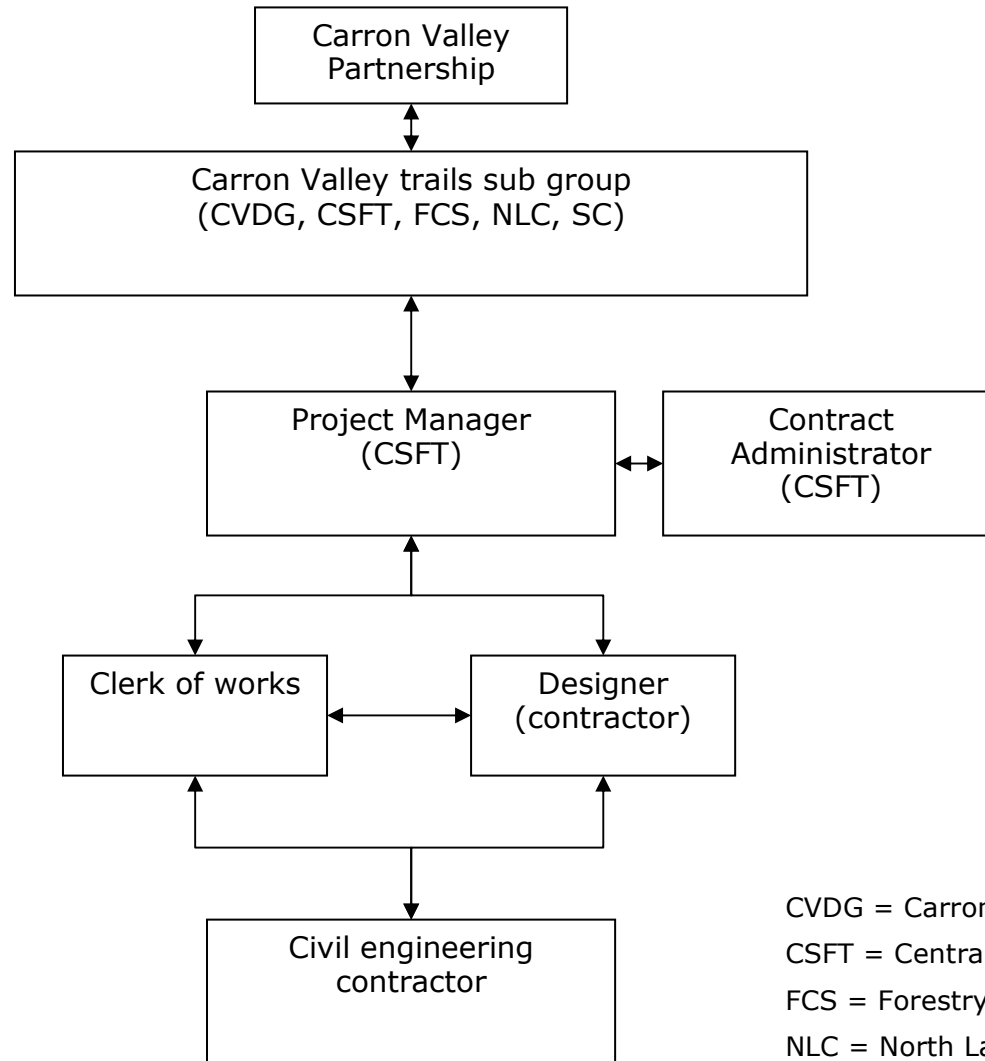 Carron Valley
Partnership
Carron Valley trails sub group
(CVDG, CSFT, FCS, NLC, SC)
Project Manager
(CSFT)
Contract
Administrator
(CSFT)
Clerk of works
Designer
(contractor)
Civil engineering
contractor
CVDG = Carron
CSFT = Centra
FCS = Forestry
NLC = North La